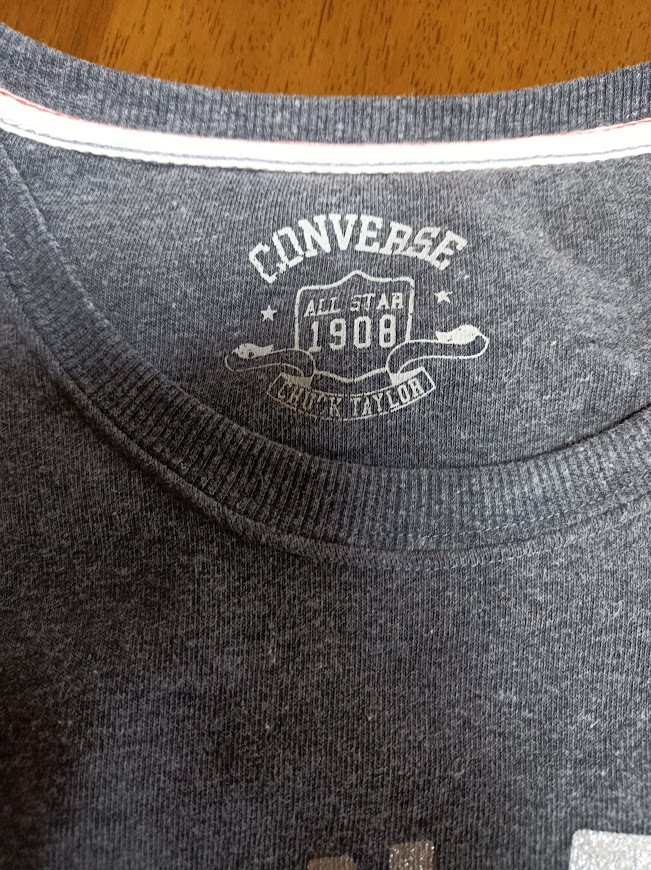 CONVERSE
ALL STAR
1908
CHUCK TAYLOR